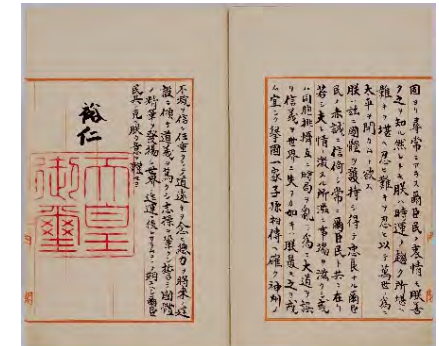 固ヨリ尋常ニアラス爾臣民ノ衷情モ朕善
ク之ヲ知ル然レトモ朕ハ時運ノ趨ク所堪ヘ
難キヲ堪ヘ忍ヒ難キヲ忍ヒ以テ萬世ノ為ニ
太平ヲ開カムト欲ス
朕ハ茲ニ國體ヲ護持シ得テ忠良ナル爾臣
民ノ赤誠ニ信倚シ常ニ爾臣民ト共ニ在リ
若シ夫レ情ノ激スル所濫ニ事端ヲ滋クシ或
ハ同胞排擠互ニ時局ヲ亂リ為ニ大道ヲ誤
リ信義ヲ世界ニ失フカ如キハ朕最モ之ヲ戒
ム宜シク擧國一家子孫相傳ヘ確ク神州ノ
不滅ヲ信シ任重クシテ道遠キヲ念ヒ總力ヲ將來ノ建
設ニ傾ケ道義ヲ篤クシ志操ヲ鞏クシ誓テ國體
ノ精華ヲ發揚シ世界ノ進運ニ後レサラムコトヲ期スヘシ爾臣
民其レ克ク朕カ意ヲ體セヨ
裕仁
天皇
御璽